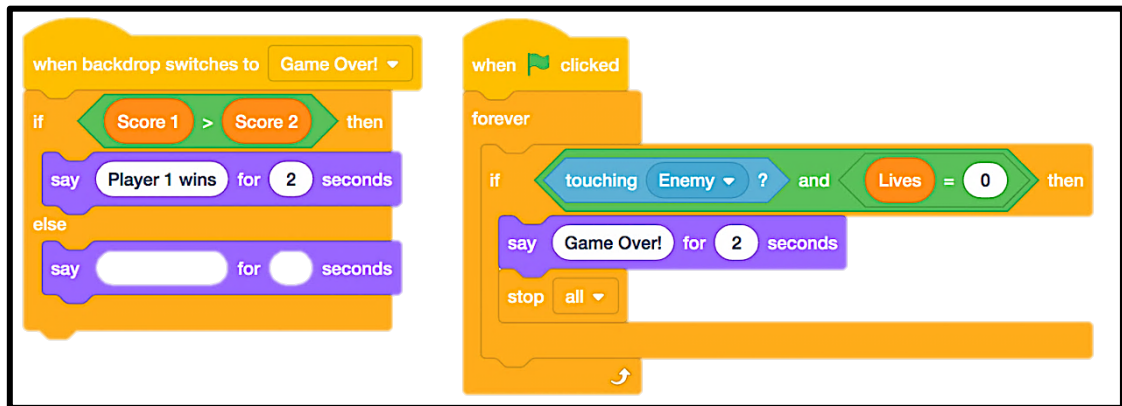 when backdrop switches to Game Over!
if Score 1 > Score 2 then
say Player 1 wins for 2 seconds
else
say for seconds
when clicked
forever
if touching Enemy ? and Lives = 0 then
say Game Over! for 2 seconds
stop all